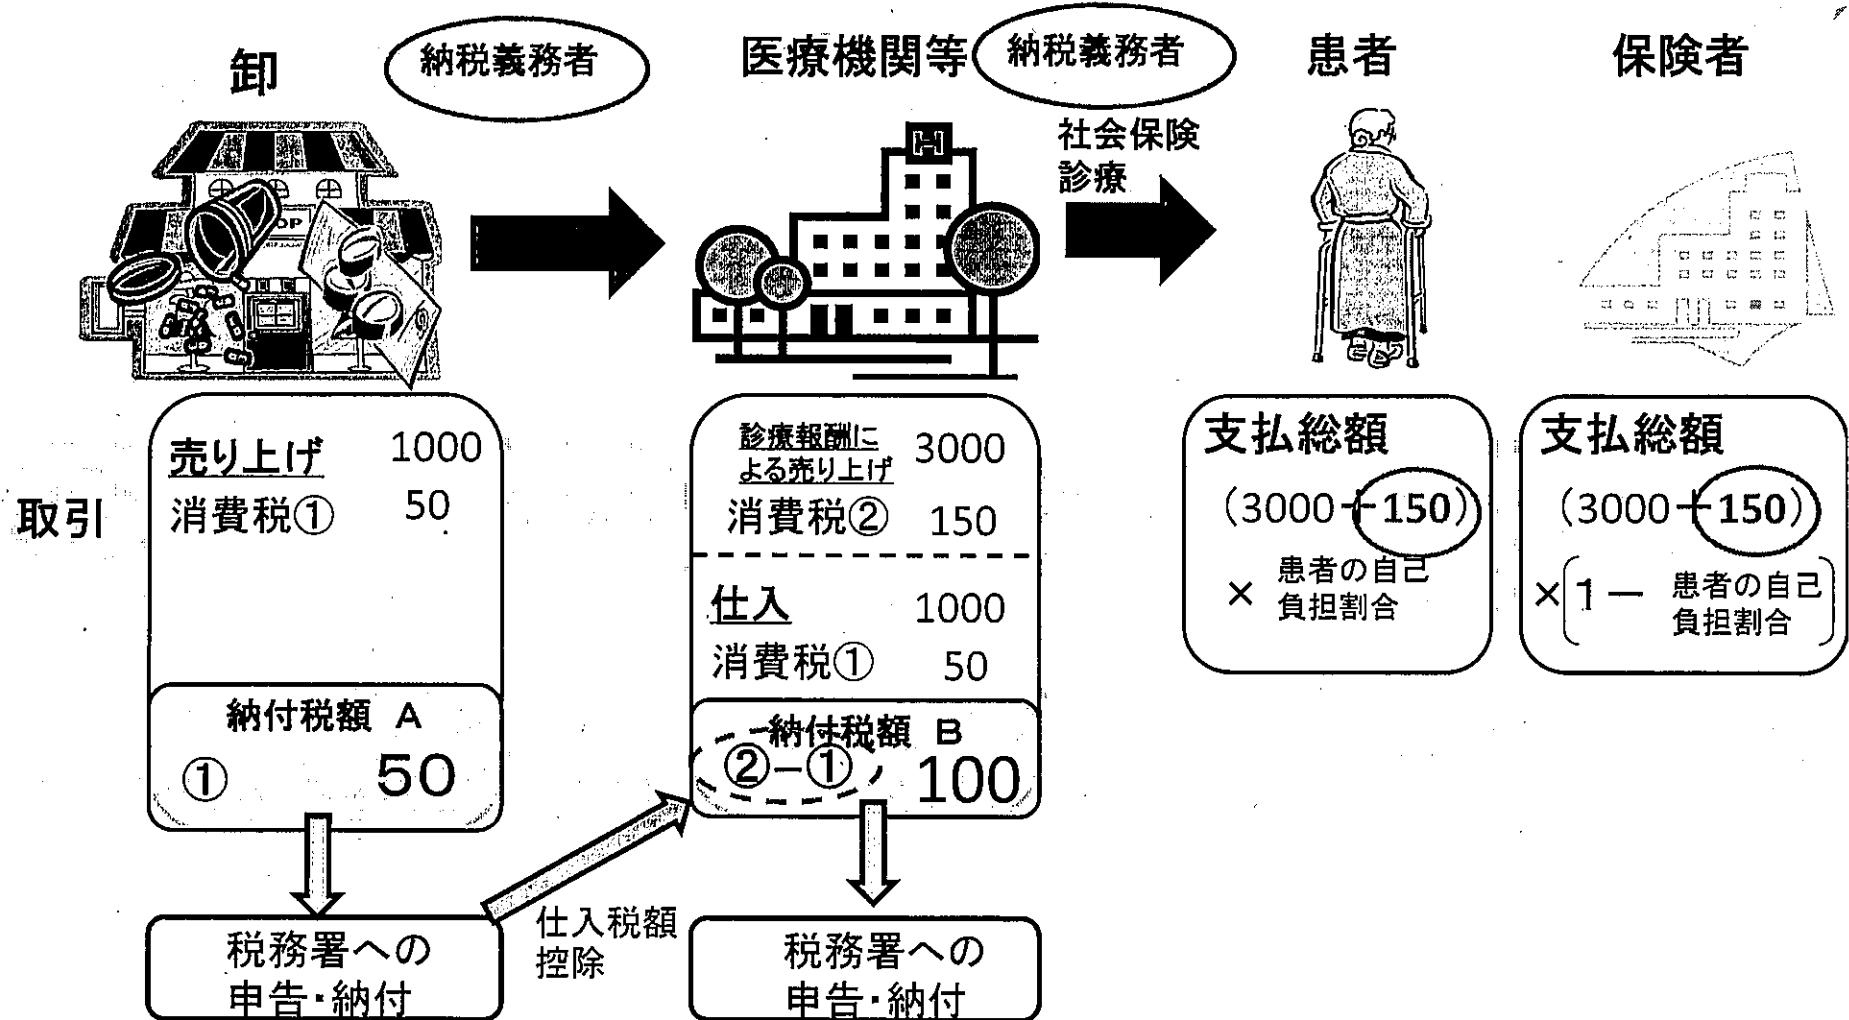 卸
納税義務者
医療機関等
納税義務者
患者
保険者
社会保険
診療
H
OP
取引
売り上げ 1000
消費税① 50
納付税額 A
① 50
税務署への
申告・納付
仕入税額
控除
診療報酬に
よる売り上げ 3000
消費税② 150
仕入 1000
消費税① 50
納付税額 B
②－① 100
税務署への
申告・納付
支払総額
（3000＋150）
× 患者の自己
負担割合
支払総額
（3000＋150）
×(1－ 患者の自己
負担割合)